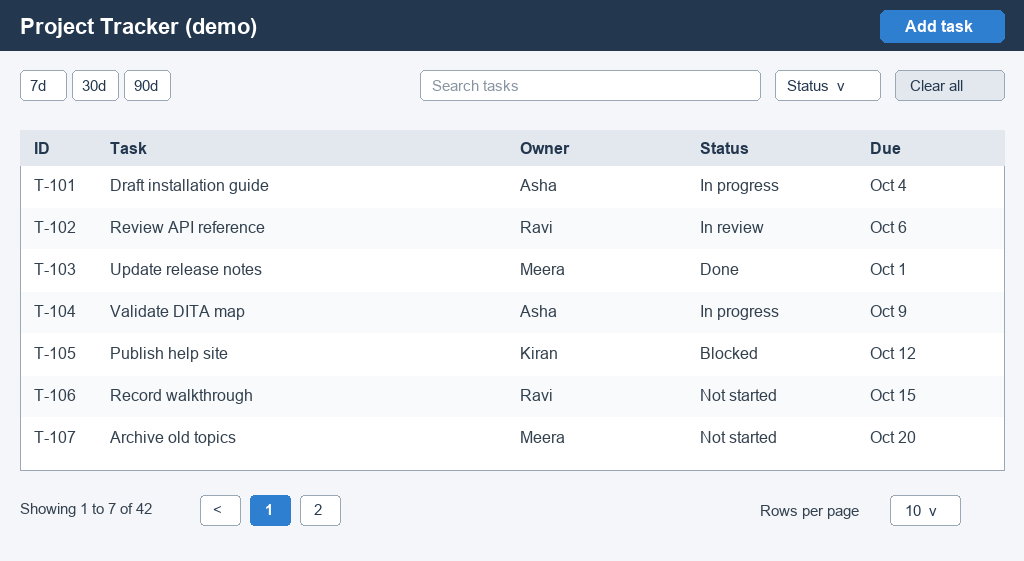 Project Tracker (demo) Add task
7d 30d 90d Search tasks Status v Clear all
ID Task Owner Status Due
T-101 Draft installation guide Asha In progress Oct 4
T-102 Review API reference Ravi In review Oct 6
T-103 Update release notes Meera Done Oct 1
T-104 Validate DITA map Asha In progress Oct 9
T-105 Publish help site Kiran Blocked Oct 12
T-106 Record walkthrough Ravi Not started Oct 15
T-107 Archive old topics Meera Not started Oct 20
Showing 1 to 7 of 42 < 1 2 Rows per page 10 v